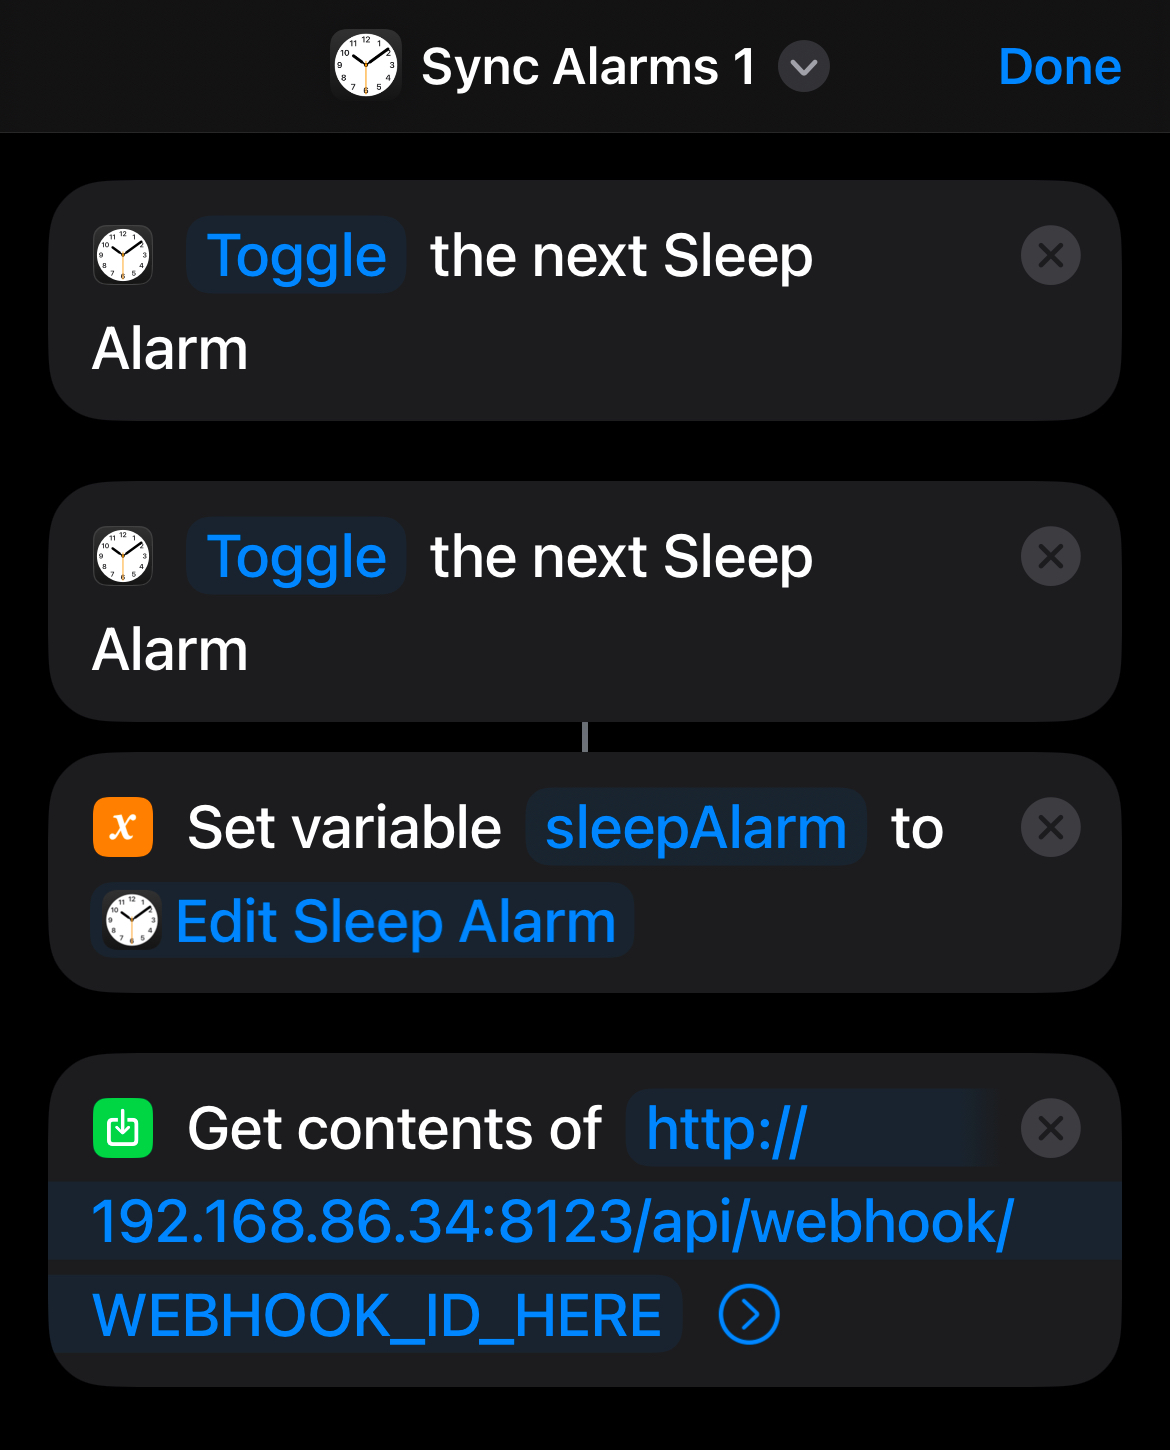 Sync Alarms 1
Done
Toggle the next Sleep
Alarm
Toggle the next Sleep
Alarm
x Set variable sleepAlarm to
Edit Sleep Alarm
Get contents of http://
192.168.86.34:8123/api/webhook/
WEBHOOK_ID_HERE